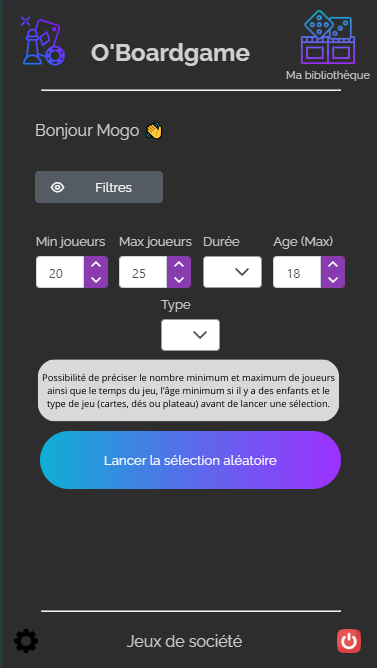 O'Boardgame
Ma bibliothèque
Bonjour Mogo 👋
Filtres
Min joueurs Max joueurs Durée Age (Max)
20 25 18
Type
Possibilité de préciser le nombre minimum et maximum de joueurs
ainsi que le temps du jeu, l'âge minimum si il y a des enfants et le
type de jeu (cartes, dés ou plateau) avant de lancer une sélection.
Lancer la sélection aléatoire
Jeux de société